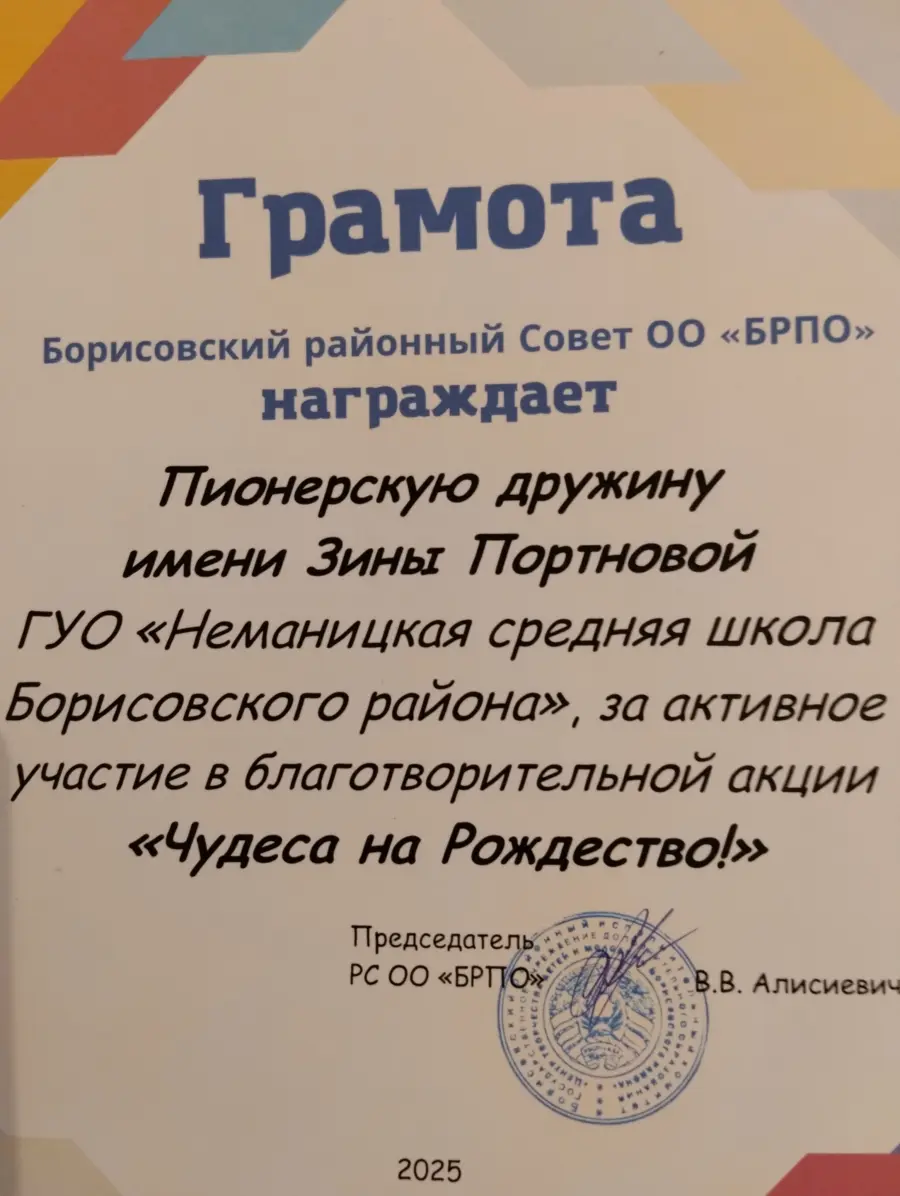 Грамота
Борисовский районный Совет ОО «БРПО»
награждает
Пионерскую дружину
имени Зины Портновой
ГУО «Неманицкая средняя школа
Борисовского района», за активное
участие в благотворительной акции
«Чудеса на Рождество!»
Председатель
РС ОО «БРПО»
В.В. Алисиевич
2025